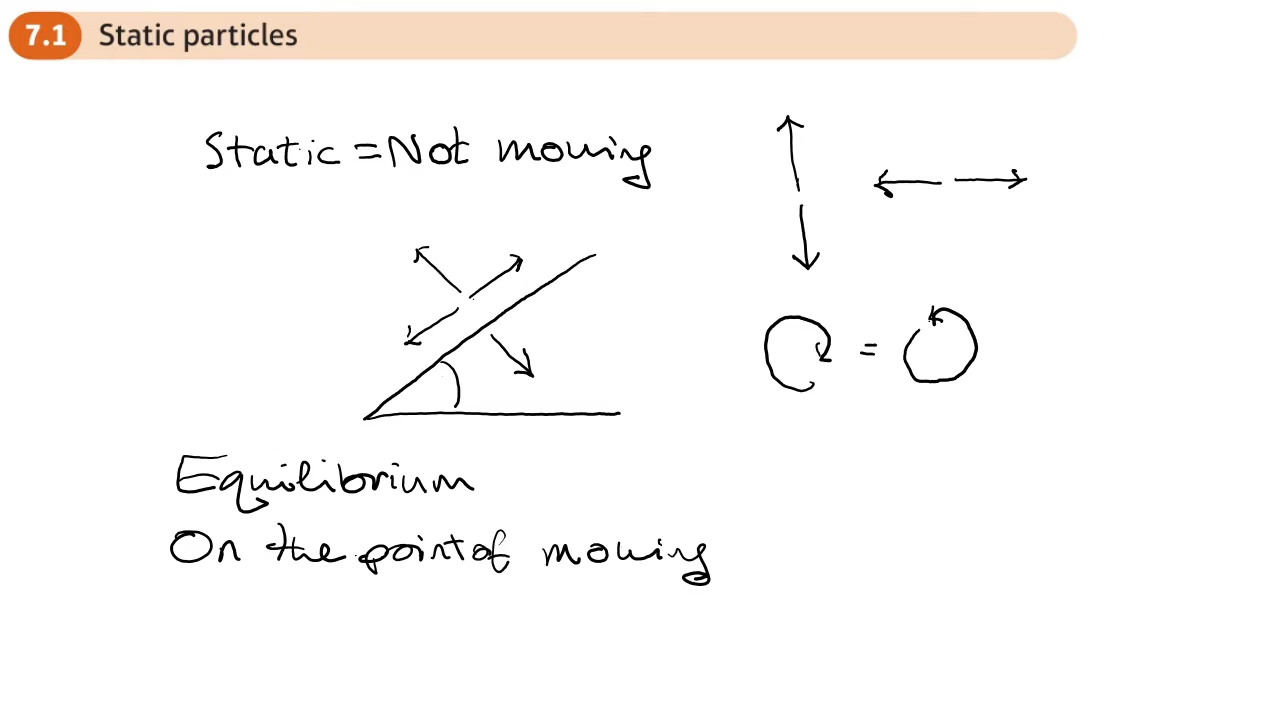 7.1 Static particles
Static = Not moving
=
Equilibrium
On the point of moving